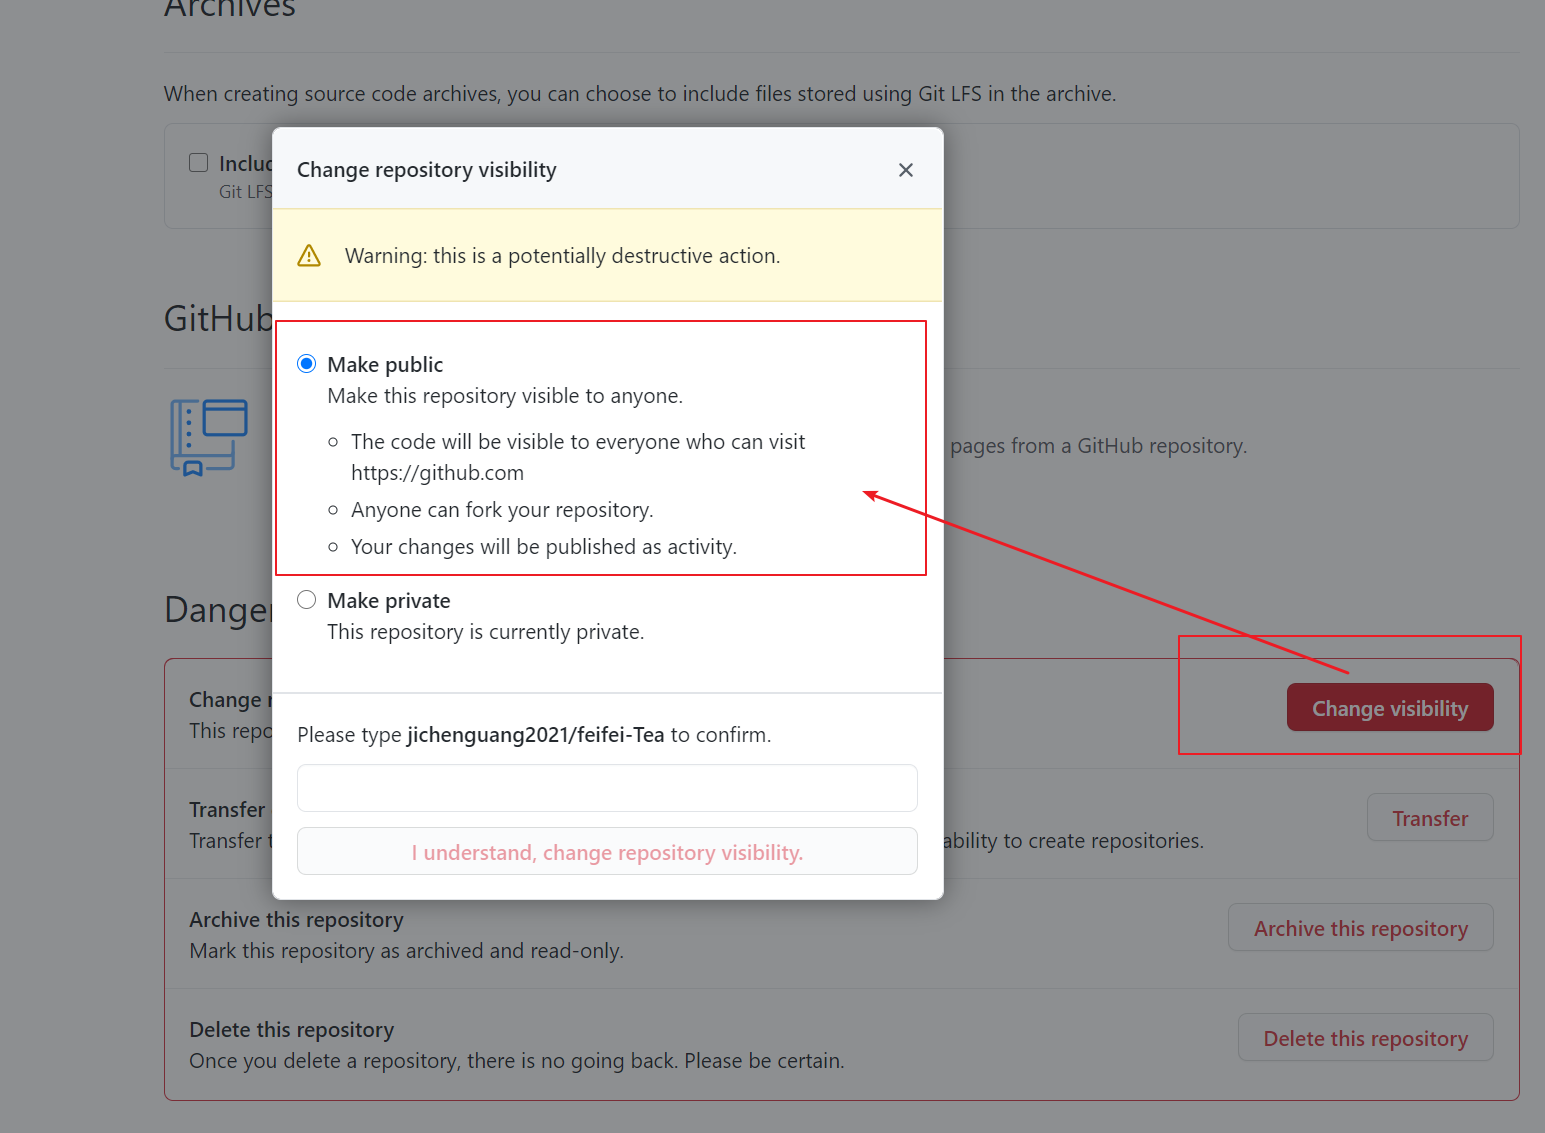 Archives
When creating source code archives, you can choose to include files stored using Git LFS in the archive.
Includ
Git LFS
Change repository visibility
Warning: this is a potentially destructive action.
GitHub
Make public
Make this repository visible to anyone.
The code will be visible to everyone who can visit
https://github.com
Anyone can fork your repository.
Your changes will be published as activity.
pages from a GitHub repository.
Make private
This repository is currently private.
Danger
Change r
This repo
Change visibility
Please type jichenguang2021/feifei-Tea to confirm.
Transfer
Transfer t
ability to create repositories.
Transfer
I understand, change repository visibility.
Archive this repository
Mark this repository as archived and read-only.
Archive this repository
Delete this repository
Once you delete a repository, there is no going back. Please be certain.
Delete this repository